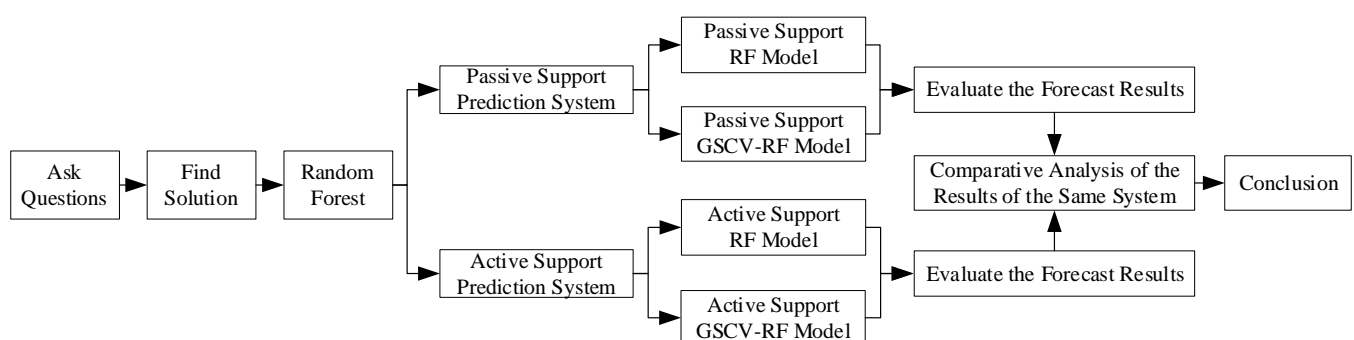 Ask
Questions
Find
Solution
Random
Forest
Passive Support
Prediction System
Active Support
Prediction System
Passive Support
RF Model
Passive Support
GSCV-RF Model
Active Support
RF Model
Active Support
GSCV-RF Model
Evaluate the Forecast Results
Comparative Analysis of the
Results of the Same System
Evaluate the Forecast Results
Conclusion